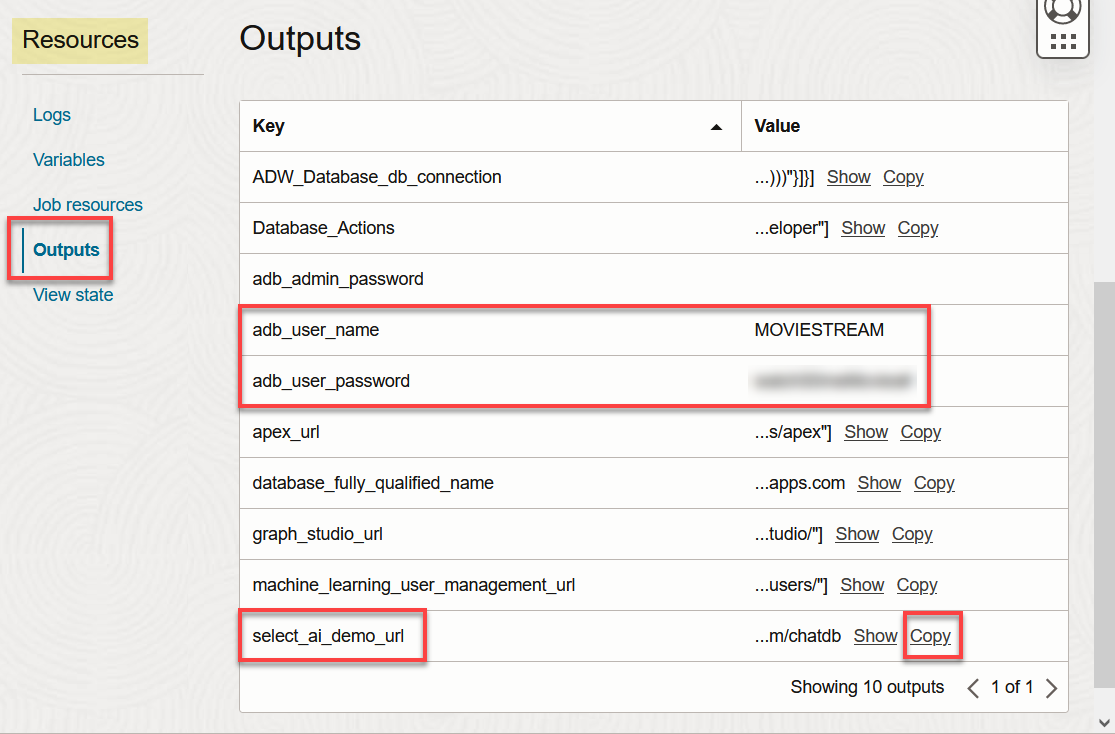 Resources
Logs
Variables
Job resources
Outputs
View state
Outputs
Key Value
ADW_Database_db_connection ...)))"}]}] Show Copy
Database_Actions ...eloper"] Show Copy
adb_admin_password
adb_user_name MOVIESTREAM
adb_user_password
apex_url ...s/apex"] Show Copy
database_fully_qualified_name ...apps.com Show Copy
graph_studio_url ...tudio/"] Show Copy
machine_learning_user_management_url ...users/"] Show Copy
select_ai_demo_url ...m/chatdb Show Copy
Showing 10 outputs 1 of 1